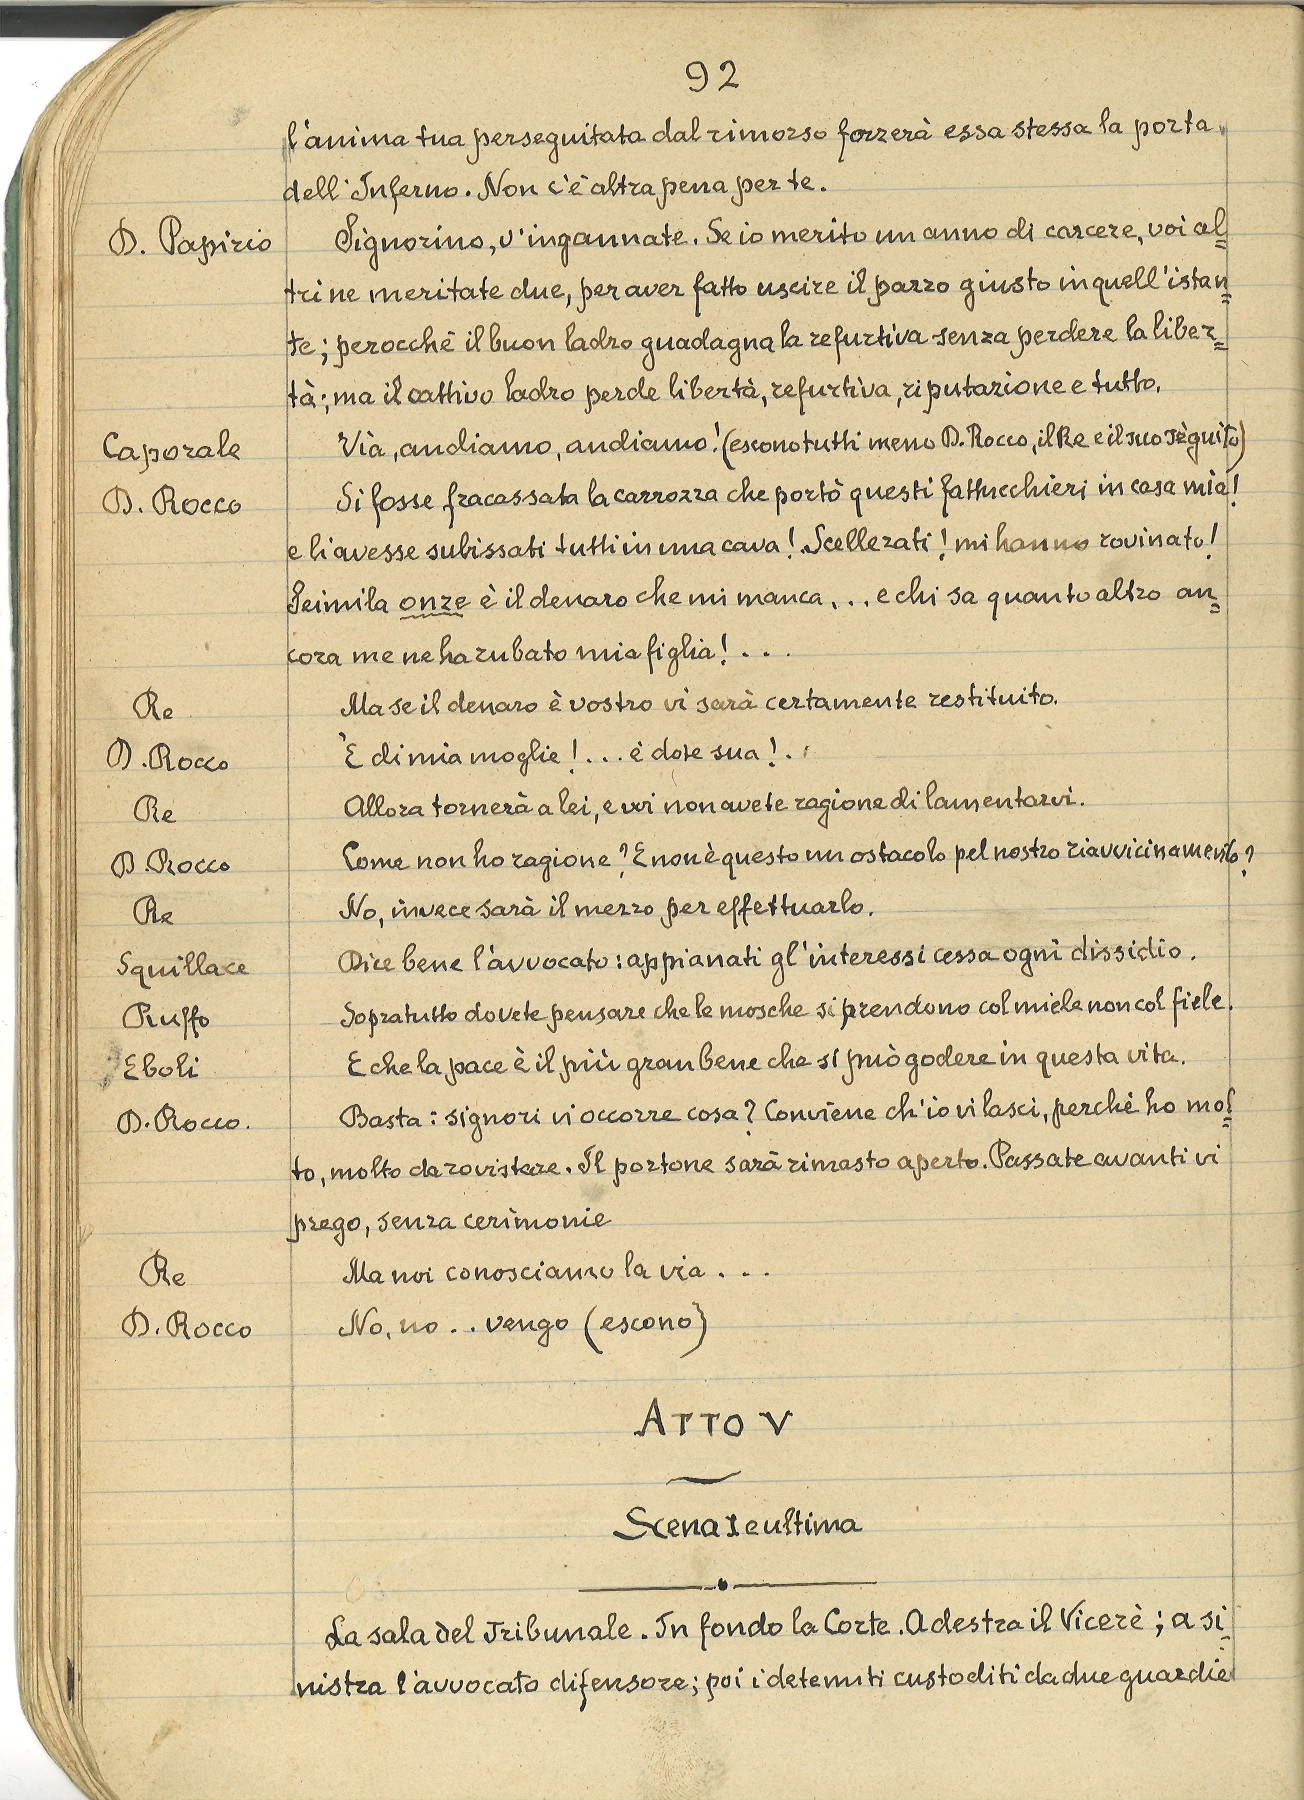 92
l'anima tua perseguitata dal rimorso forzerà essa stessa la porta
dell'Inferno. Non c'è altra pena per te.
D. Papirio Signorino, v'ingannate. Se io merito un anno di carcere, voi al=
tri ne meritate due, per aver fatto uscire il pazzo giusto in quell'istan=
te; perocchè il buon ladro guadagna la refurtiva senza perdere la liber=
tà; ma il cattivo ladro perde libertà, refurtiva, riputazione e tutto.
Caporale Via, andiamo, andiamo! (escono tutti meno D. Rocco, il Re e il suo sèguito)
D. Rocco Si fosse fracassata la carrozza che portò questi fattucchieri in casa mia!
e li avesse subissati tutti in una cava! Scellerati! mi hanno rovinato!
Seimila onze è il denaro che mi manca... e chi sa quanto altro an=
cora me ne ha rubato mia figlia!...
Re Ma se il denaro è vostro vi sarà certamente restituito.
D. Rocco È di mia moglie!... è dote sua!..
Re Allora tornerà a lei, e voi non avete ragione di lamentarvi.
D. Rocco Come non ho ragione? E non è questo un ostacolo pel nostro riavvicinamento?
Re No, invece sarà il mezzo per effettuarlo.
Squillace Dice bene l'avvocato: appianati gl'interessi cessa ogni dissidio.
Ruffo Sopratutto dovete pensare che le mosche si prendono col miele non col fiele.
Eboli E che la pace è il più gran bene che si può godere in questa vita.
D. Rocco. Basta: signori vi occorre cosa? Conviene ch'io vi lasci, perchè ho mol=
to, molto da rovistare. Il portone sarà rimasto aperto. Passate avanti vi
prego, senza cerimonie
Re Ma noi conosciamo la via...
D. Rocco No, no.. vengo (escono)
ATTO V
Scena I e ultima
La sala del Tribunale. In fondo la Corte. A destra il Vicerè; a si=
nistra l'avvocato difensore; poi i detenuti custoditi da due guardie